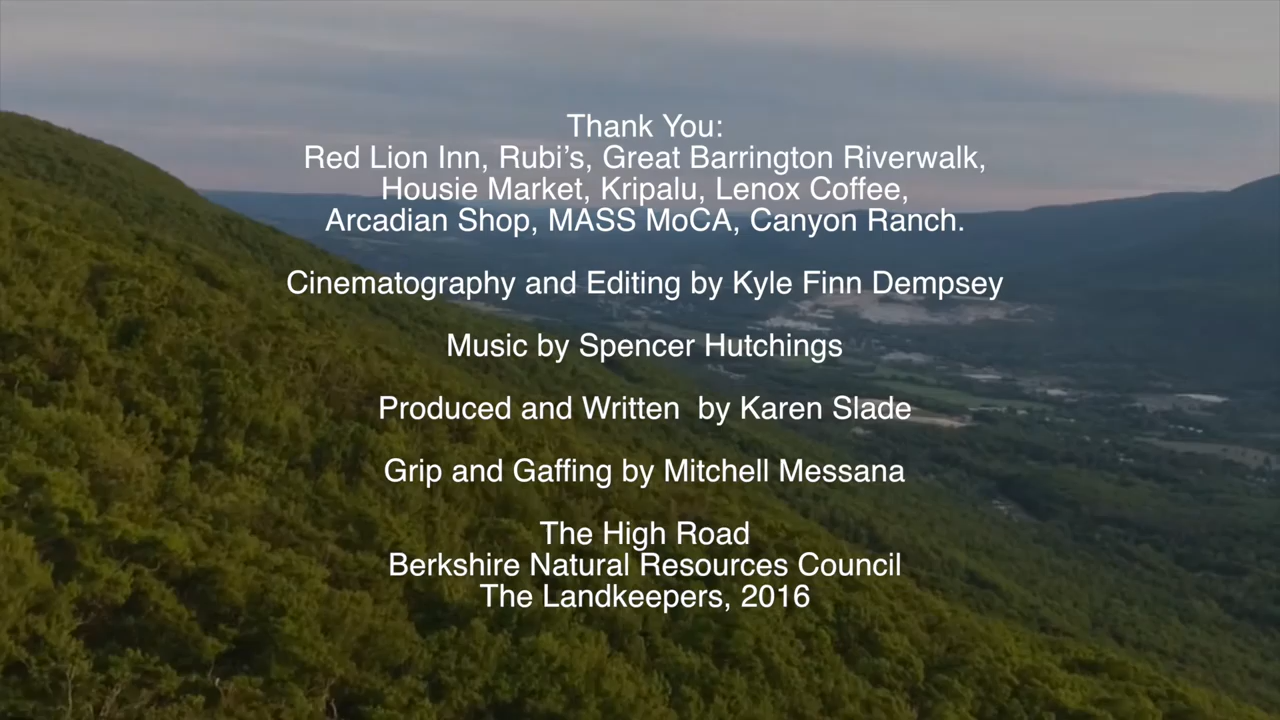 Thank You:
Red Lion Inn, Rubi’s, Great Barrington Riverwalk,
Housie Market, Kripalu, Lenox Coffee,
Arcadian Shop, MASS MoCA, Canyon Ranch.
Cinematography and Editing by Kyle Finn Dempsey
Music by Spencer Hutchings
Produced and Written  by Karen Slade
Grip and Gaffing by Mitchell Messana
The High Road
Berkshire Natural Resources Council
The Landkeepers, 2016